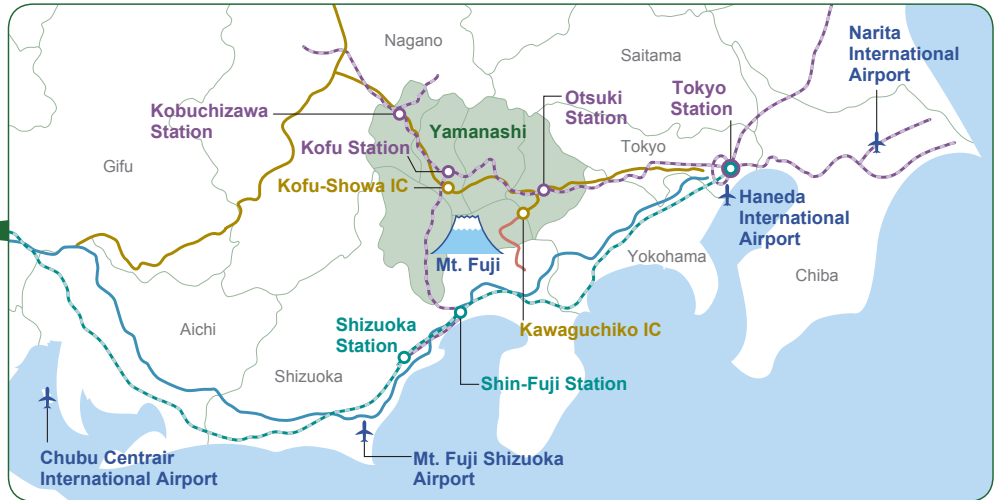 Nagano
Saitama
Narita
International
Airport
Tokyo
Station
Otsuki
Station
Kobuchizawa
Station
Yamanashi
Kofu Station
Tokyo
Gifu
Kofu-Showa IC
Haneda
International
Airport
Mt. Fuji
Yokohama
Chiba
Aichi
Shizuoka
Station
Kawaguchiko IC
Shizuoka
Shin-Fuji Station
Chubu Centrair
International Airport
Mt. Fuji Shizuoka
Airport